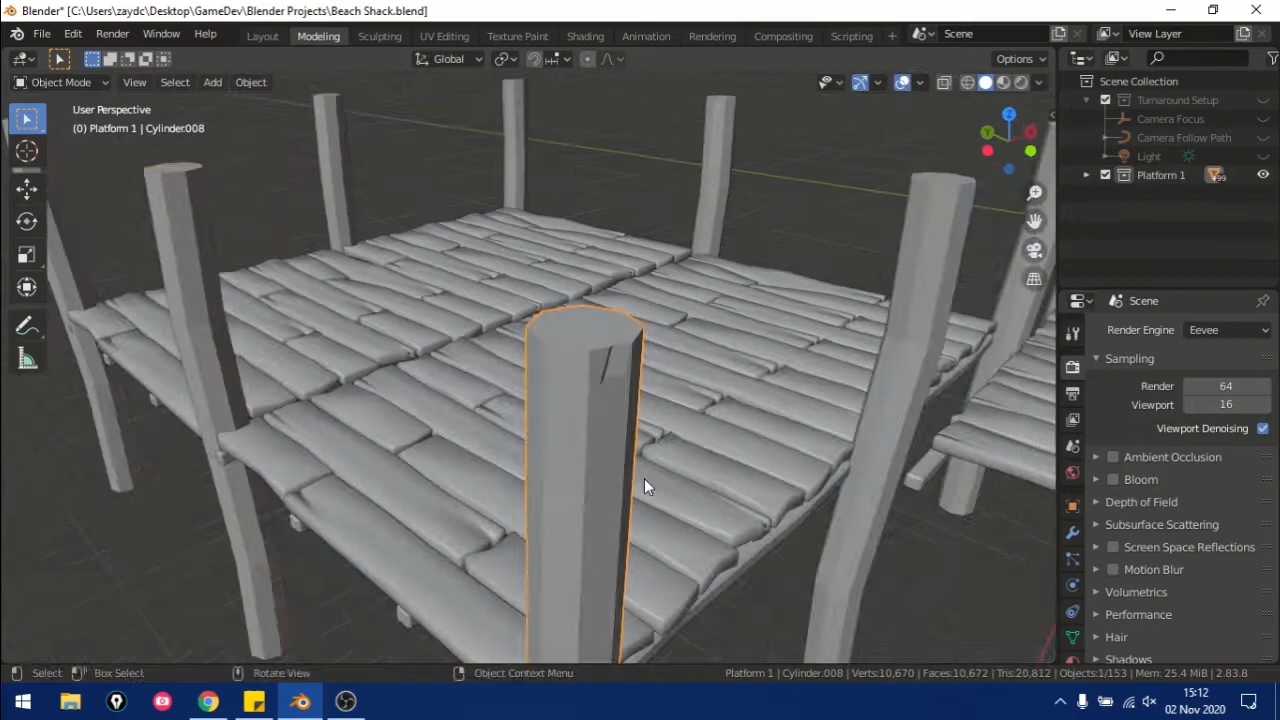 Blender* [C:\Users\zaydc\Desktop\GameDev\Blender Projects\Beach Shack.blend]
File Edit Render Window Help Layout Modeling Sculpting UV Editing Texture Paint Shading Animation Rendering Compositing Scripting + Scene View Layer
Global Options
Object Mode View Select Add Object
User Perspective
(0) Platform 1 | Cylinder.008
Z
Y
X
Scene Collection
Turnaround Setup
Camera Focus
Camera Follow Path
Light
Platform 1
Scene
Render Engine Eevee
Sampling
Render 64
Viewport 16
Viewport Denoising
Ambient Occlusion
Bloom
Depth of Field
Subsurface Scattering
Screen Space Reflections
Motion Blur
Volumetrics
Performance
Hair
Shadows
Select Box Select Rotate View Object Context Menu Platform 1 | Cylinder.008 | Verts:10,670 | Faces:10,672 | Tris:20,812 | Objects:1/153 | Mem: 25.4 MiB | 2.83.8
15:12
02 Nov 2020